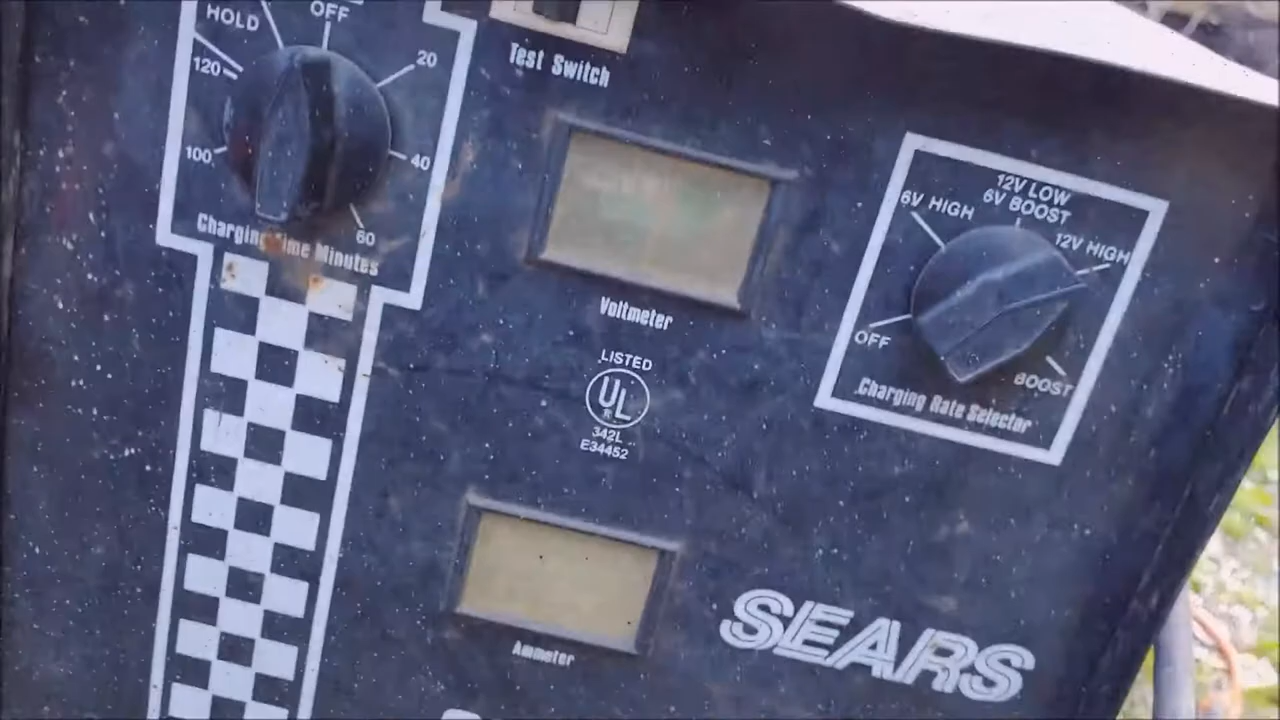 HOLD
OFF
120
20
100
40
60
Charging Time Minutes
Test Switch
Voltmeter
LISTED
UL
R
342L
E34452
Ammeter
12V LOW
6V HIGH
6V BOOST
12V HIGH
OFF
BOOST
Charging Rate Selector
SEARS